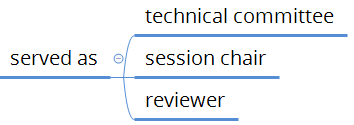 technical committee
served as
session chair
reviewer